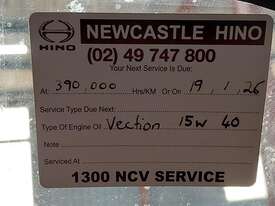 NEWCASTLE HINO
HINO
(02) 49 747 800
Your Next Service Is Due:
At: 390,000 Hrs/KM Or On 19, 1, 26
Service Type Due Next:
Type Of Engine Oil Vection 15W 40
Note:
Serviced At
1300 NCV SERVICE